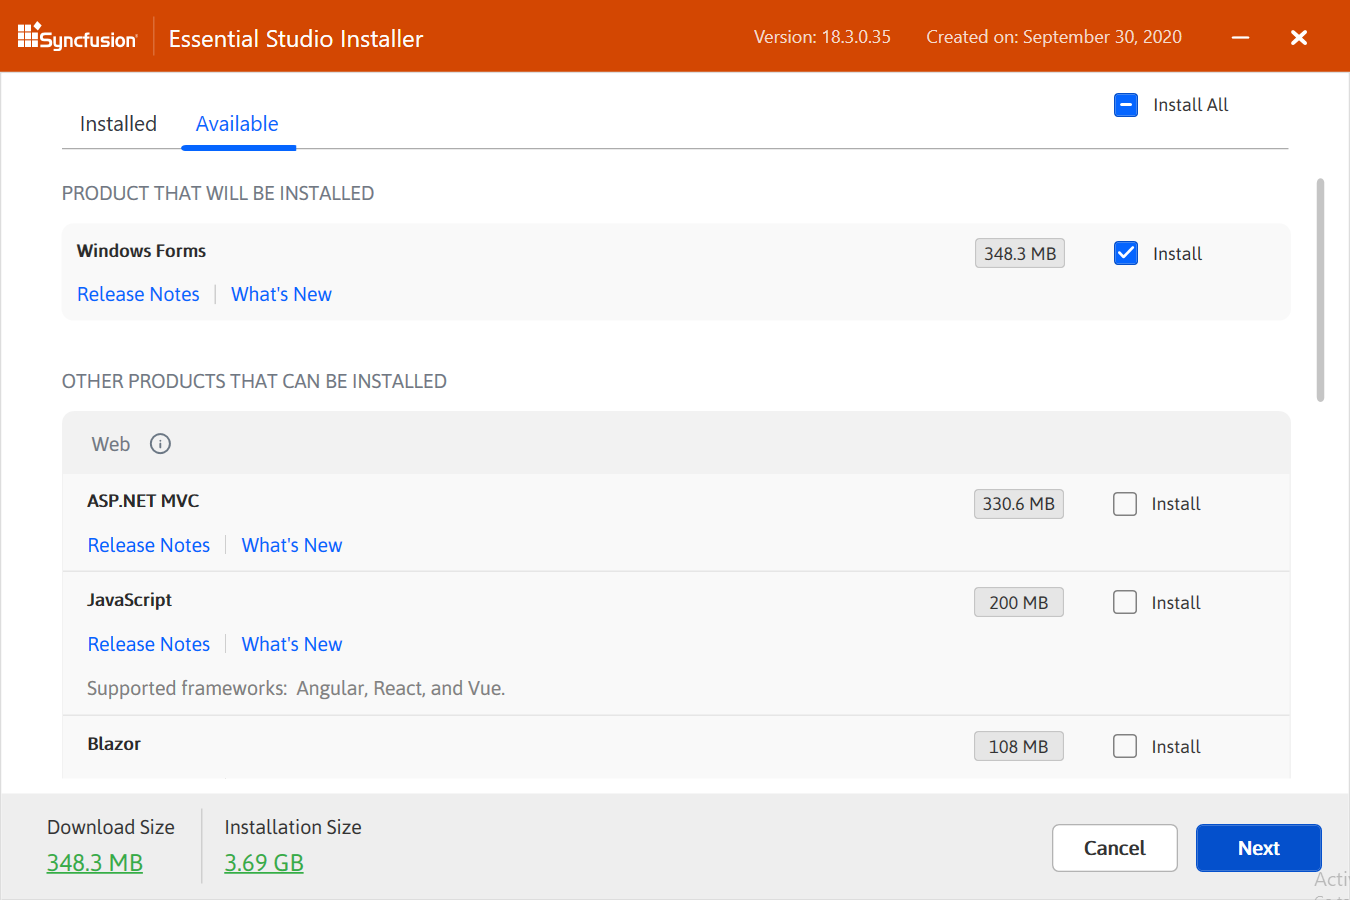 Syncfusion
Essential Studio Installer
Version: 18.3.0.35
Created on: September 30, 2020
Installed
Available
Install All
PRODUCT THAT WILL BE INSTALLED
Windows Forms
348.3 MB
Install
Release Notes
What's New
OTHER PRODUCTS THAT CAN BE INSTALLED
Web
ASP.NET MVC
330.6 MB
Install
Release Notes
What's New
JavaScript
200 MB
Install
Release Notes
What's New
Supported frameworks: Angular, React, and Vue.
Blazor
108 MB
Install
Download Size
Installation Size
348.3 MB
3.69 GB
Cancel
Next